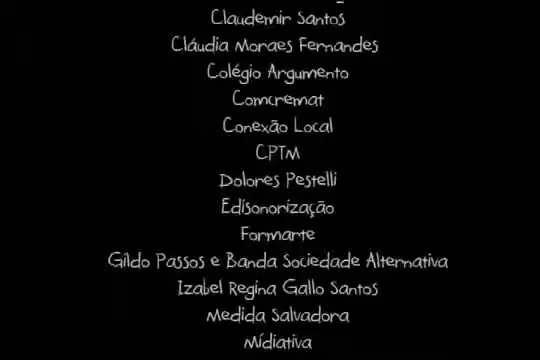 Claudemir Santos
Cláudia Moraes Fernandes
Colégio Argumento
Comcremat
Conexão Local
CPTM
Dolores Pestelli
Edisonorização
Formarte
Gildo Passos e Banda Sociedade Alternativa
Izabel Regina Gallo Santos
Medida Salvadora
Mídiativa